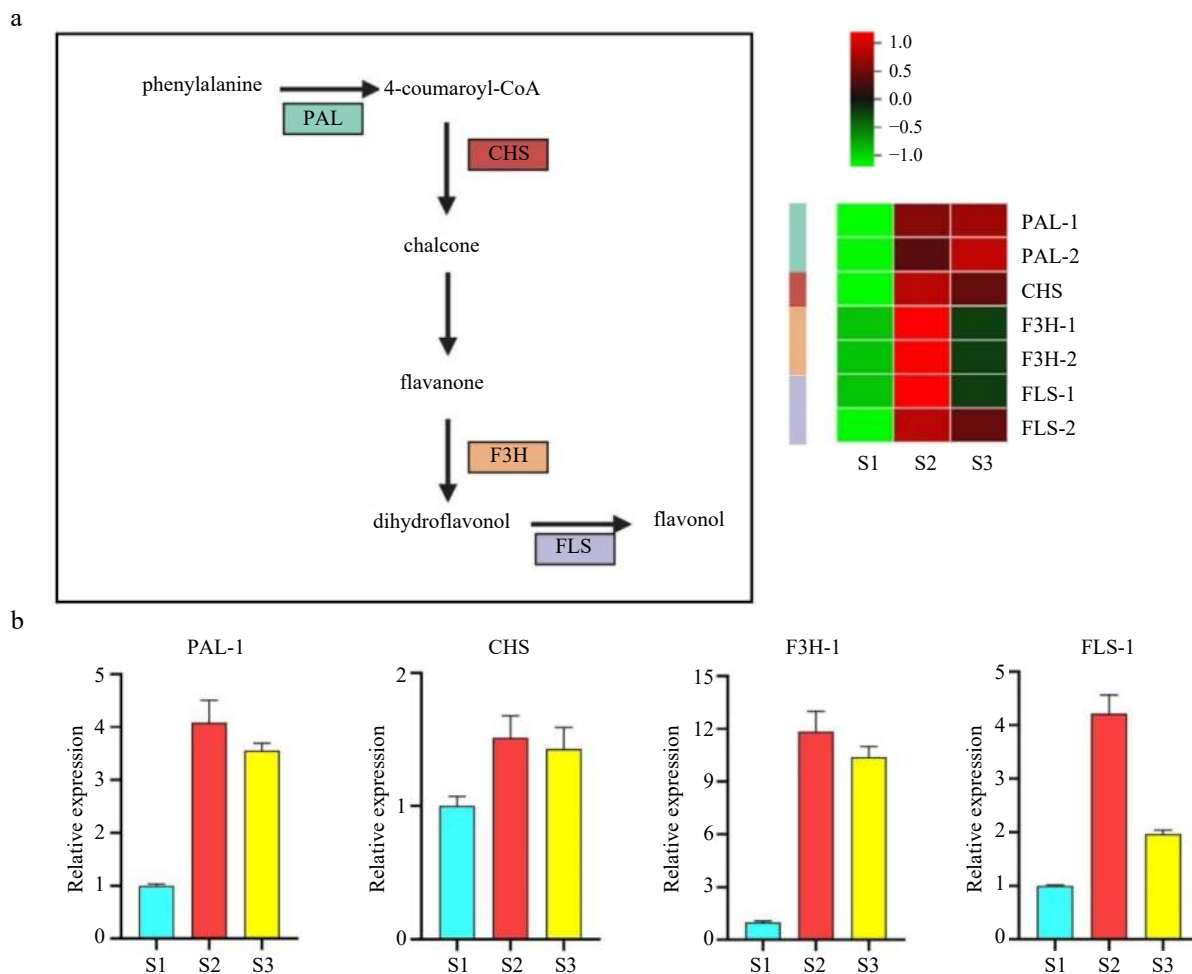 a
phenylalanine
4-coumaroyl-CoA
PAL
CHS
chalcone
flavanone
F3H
dihydroflavonol
flavonol
FLS
1.0
0.5
0.0
−0.5
−1.0
PAL-1
PAL-2
CHS
F3H-1
F3H-2
FLS-1
FLS-2
S1 S2 S3
b
PAL-1
Relative expression
5
4
3
2
1
0
S1 S2 S3
CHS
Relative expression
2
1
0
S1 S2 S3
F3H-1
Relative expression
15
12
9
6
3
0
S1 S2 S3
FLS-1
Relative expression
5
4
3
2
1
0
S1 S2 S3